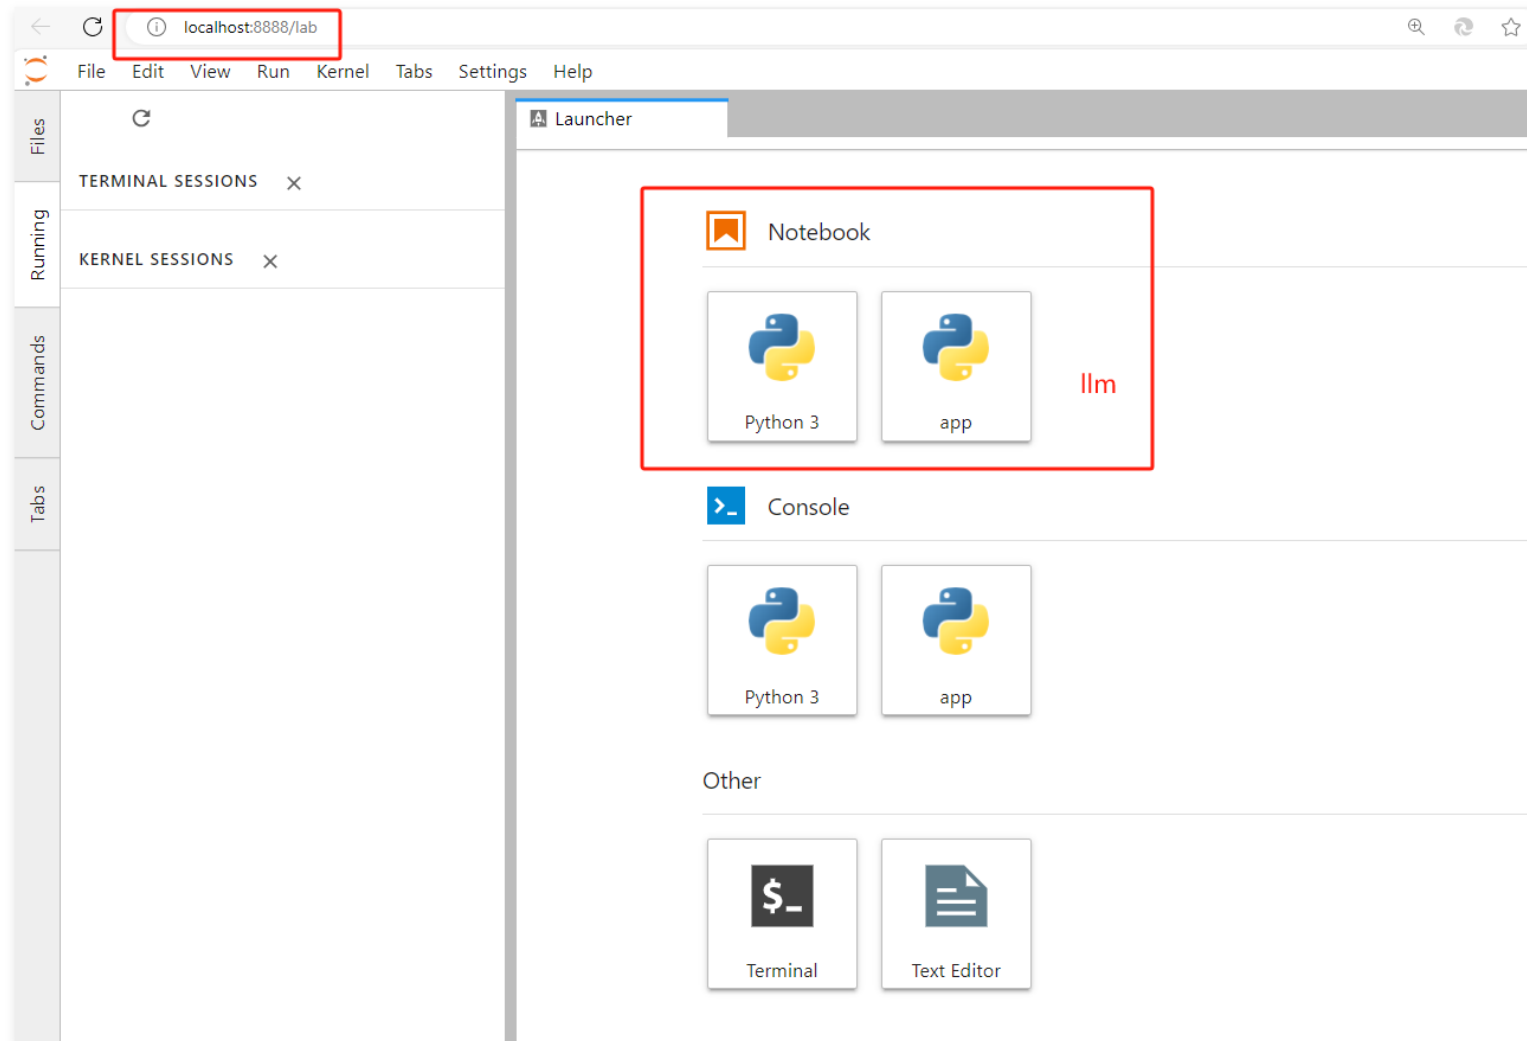 localhost:8888/lab
File Edit View Run Kernel Tabs Settings Help
Files
Running
Commands
Tabs
TERMINAL SESSIONS
KERNEL SESSIONS
Launcher
Notebook
Python 3
app
llm
Console
Python 3
app
Other
$_
Terminal
Text Editor